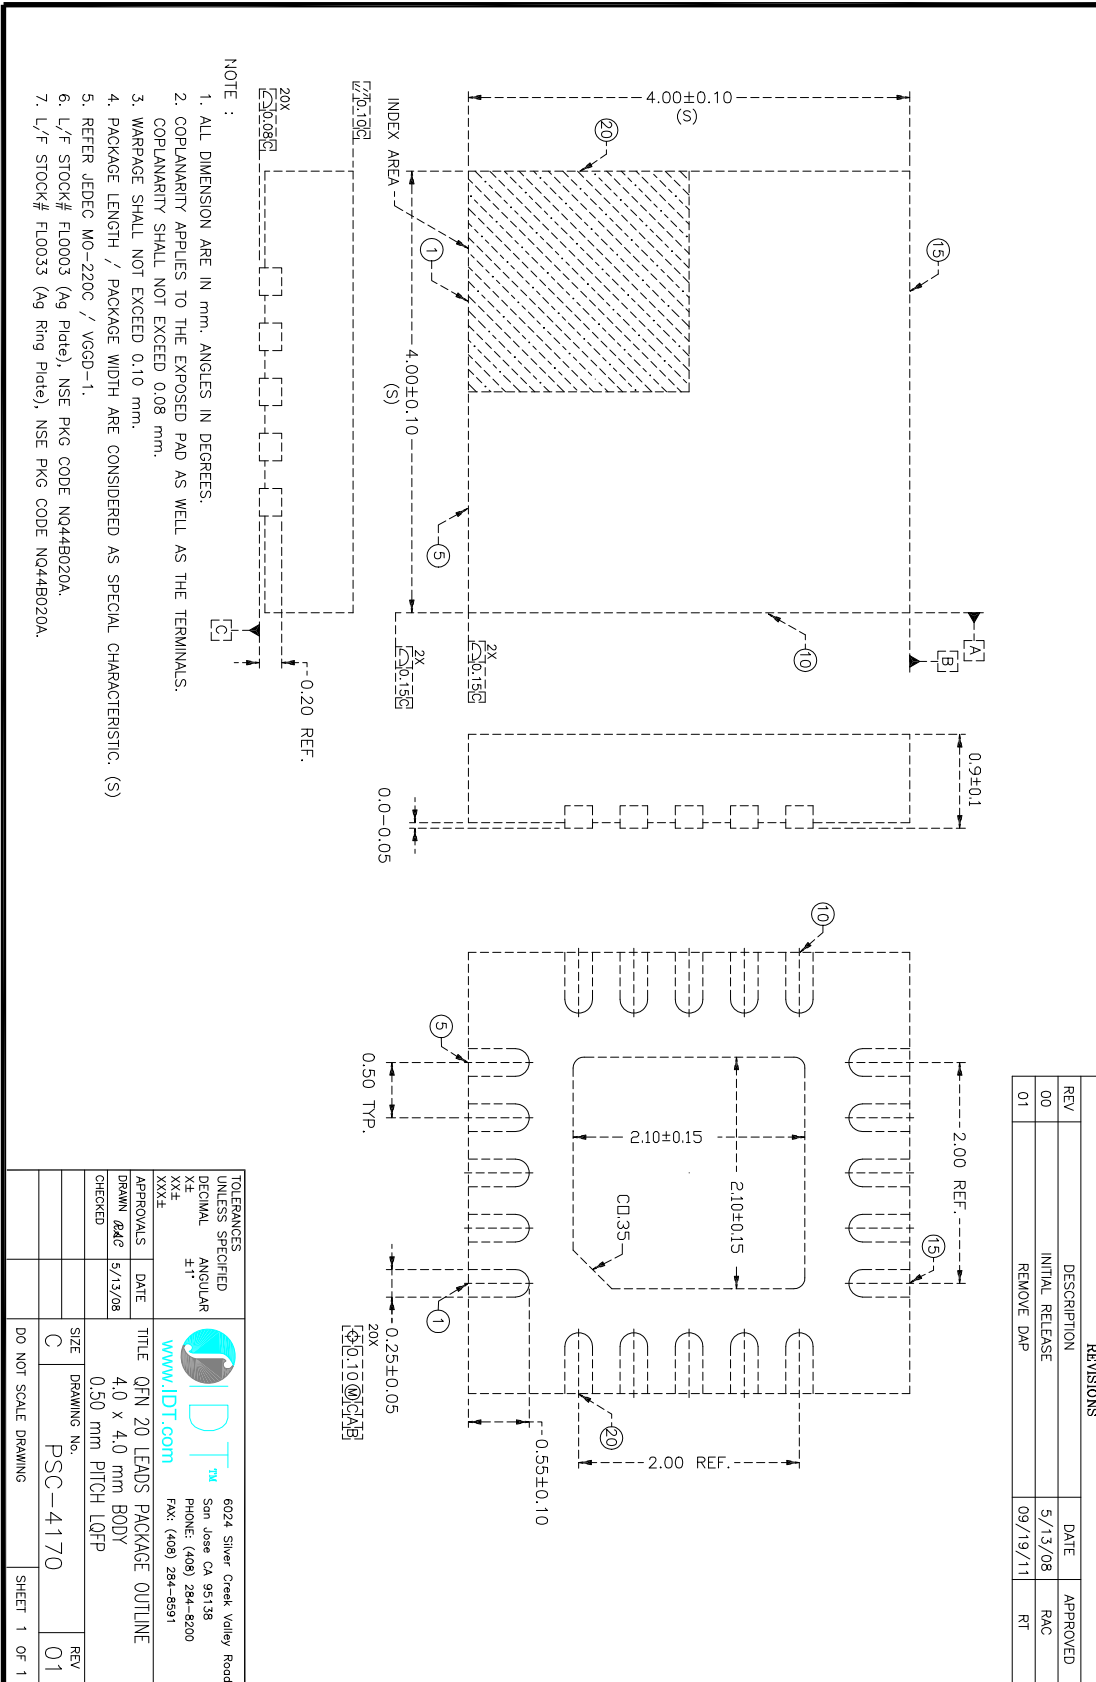 REVISIONS
REV DESCRIPTION DATE APPROVED
00 INITIAL RELEASE 5/13/08 RAC
01 REMOVE DAP 09/19/11 RT
4.00±0.10
(S)
20
15
INDEX AREA
1
4.00±0.10
(S)
5
10
A
B
2X
0.15 C
2X
0.15 C
// 0.10 C
20X
0.08 C
C
0.20 REF.
0.9±0.1
0.0-0.05
10
5
0.50 TYP.
2.00 REF.
2.10±0.15
2.10±0.15
C0.35
15
1
0.25±0.05
20X
0.10 Ⓜ C A B
20
2.00 REF.
0.55±0.10
NOTE :
1. ALL DIMENSION ARE IN mm. ANGLES IN DEGREES.
2. COPLANARITY APPLIES TO THE EXPOSED PAD AS WELL AS THE TERMINALS.
COPLANARITY SHALL NOT EXCEED 0.08 mm.
3. WARPAGE SHALL NOT EXCEED 0.10 mm.
4. PACKAGE LENGTH / PACKAGE WIDTH ARE CONSIDERED AS SPECIAL CHARACTERISTIC. (S)
5. REFER JEDEC MO-220C / VGGD-1.
6. L/F STOCK# FL0003 (Ag Plate), NSE PKG CODE NQ44B020A.
7. L/F STOCK# FL0033 (Ag Ring Plate), NSE PKG CODE NQ44B020A.
TOLERANCES
UNLESS SPECIFIED
DECIMAL ANGULAR
X± ±1°
XX±
XXX±
APPROVALS DATE
DRAWN RAC 5/13/08
CHECKED
IDT™
www.IDT.com
6024 Silver Creek Valley Road
San Jose CA 95138
PHONE: (408) 284-8200
FAX: (408) 284-8591
TITLE QFN 20 LEADS PACKAGE OUTLINE
4.0 x 4.0 mm BODY
0.50 mm PITCH LQFP
SIZE DRAWING No. REV
C PSC-4170 01
DO NOT SCALE DRAWING SHEET 1 OF 1